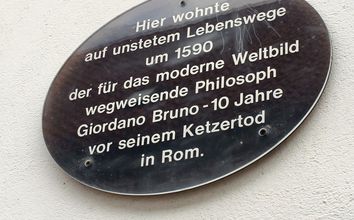 Hier wohnte
auf unstetem Lebenswege
um 1590
der für das moderne Weltbild
wegweisende Philosoph
Giordano Bruno - 10 Jahre
vor seinem Ketzertod
in Rom.